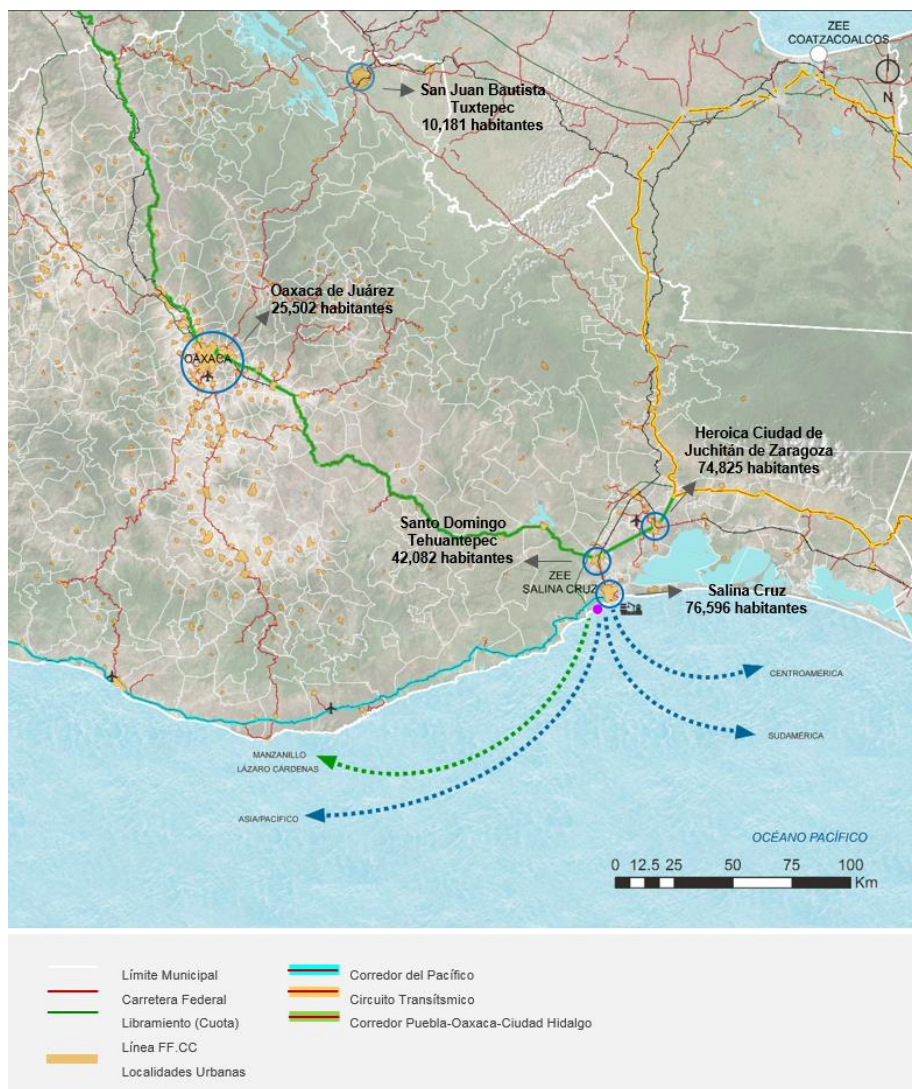 ZEE
COATZACOALCOS
N
San Juan Bautista
Tuxtepec
10,181 habitantes
Oaxaca de Juárez
25,502 habitantes
OAXACA
Heroica Ciudad de
Juchitán de Zaragoza
74,825 habitantes
Santo Domingo
Tehuantepec
42,082 habitantes
ZEE
SALINA CRUZ
Salina Cruz
76,596 habitantes
CENTROAMÉRICA
SUDAMÉRICA
MANZANILLO
LÁZARO CÁRDENAS
ASIA/PACÍFICO
OCÉANO PACÍFICO
0 12.5 25 50 75 100
Km
Límite Municipal
Carretera Federal
Libramiento (Cuota)
Línea FF.CC
Localidades Urbanas
Corredor del Pacífico
Circuito Transítsmico
Corredor Puebla-Oaxaca-Ciudad Hidalgo